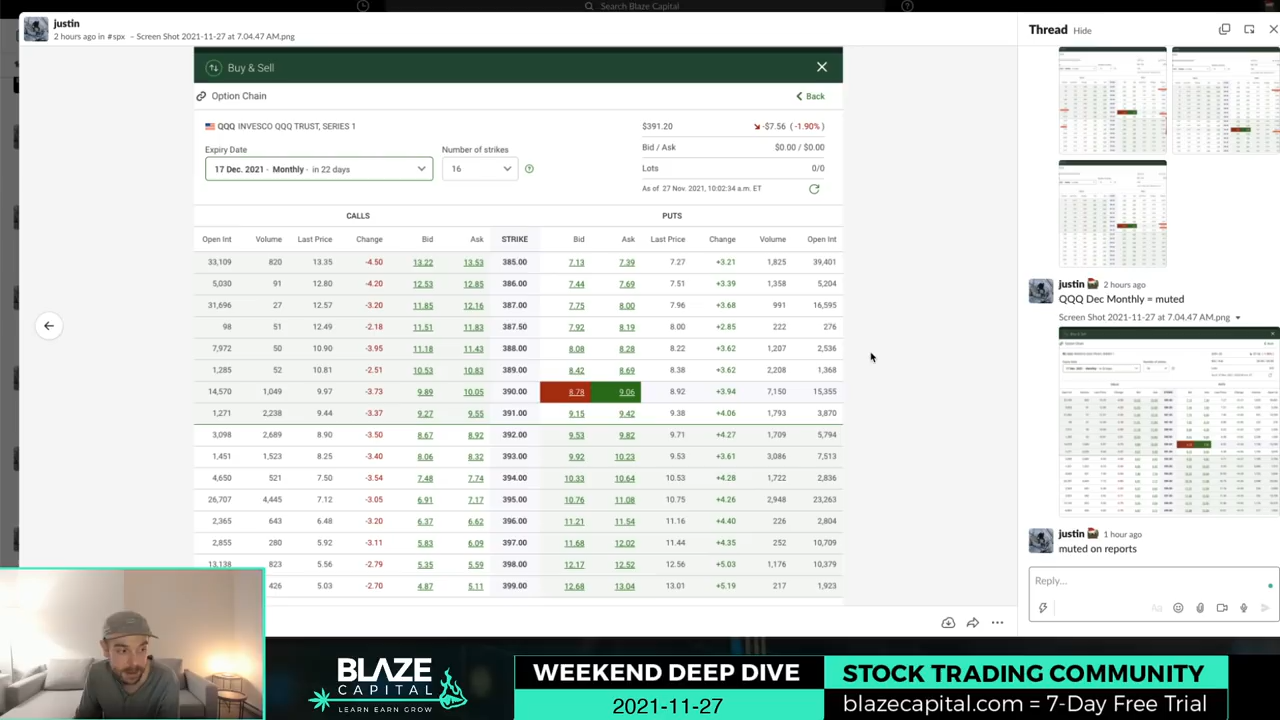 Search Blaze Capital
justin
2 hours ago in #spx – Screen Shot 2021-11-27 at 7.04.47 AM.png
Buy & Sell
Option Chain
Back
QQQ INVESCO QQQ TRUST, SERIES 1
$391.20 -$7.56 (-1.90%)
Expiry Date Number of strikes
Bid / Ask $0.00 / $0.00
17 Dec. 2021 - Monthly - in 22 days 16
Lots 0/0
As of 27 Nov. 2021, 10:02:34 a.m. ET
CALLS PUTS
Open Int Volume Last Price Change Bid Ask STRIKE Bid Ask Last Price Change Volume Open Int
33,109 820 13.35 -4.50 13.22 13.53 385.00 7.13 7.39 7.27 +3.21 1,825 39,401
5,030 91 12.80 -4.20 12.53 12.85 386.00 7.44 7.69 7.51 +3.39 1,358 5,204
31,696 27 12.57 -3.20 11.85 12.16 387.00 7.75 8.00 7.96 +3.68 991 16,595
98 51 12.49 -2.18 11.51 11.83 387.50 7.92 8.19 8.00 +2.85 222 276
7,972 50 10.90 -3.95 11.18 11.43 388.00 8.08 8.28 8.22 +3.62 1,207 2,536
1,285 52 10.81 -3.21 10.53 10.83 389.00 8.42 8.69 8.38 +3.62 2,208 1,368
14,570 1,049 9.97 -3.73 390.00 8.78 9.06 8.92 +3.94 7,150 15,394
1,271 2,238 9.44 -3.37 9.27 9.55 391.00 9.15 9.42 9.38 +4.06 1,793 3,870
3,098 2,689 8.90 -3.50 8.67 8.92 392.00 9.53 9.82 9.71 +4.27 1,709 5,794
1,451 1,523 8.25 393.00 9.92 10.23 9.53 3,086 7,513
4,650 521 7.50 394.00 10.33 10.64 10.53 +4.28 717 2,836
26,707 4,445 7.12 -3.05 6.91 7.17 395.00 10.76 11.08 10.75 +4.26 2,948 23,263
2,365 643 6.48 -3.20 6.37 6.62 396.00 11.21 11.54 11.16 +4.40 226 2,804
2,855 280 5.92 -3.11 5.83 6.09 397.00 11.68 12.02 11.44 +4.35 252 10,709
13,138 823 5.56 -2.79 5.35 5.59 398.00 12.17 12.52 12.56 +5.03 1,176 10,379
426 5.03 -2.70 4.87 5.11 399.00 12.68 13.04 13.01 +5.19 217 1,923
Thread Hide
justin 2 hours ago
QQQ Dec Monthly = muted
Screen Shot 2021-11-27 at 7.04.47 AM.png
justin 1 hour ago
muted on reports
Reply...
Aa
BLAZE
CAPITAL
LEARN EARN GROW
WEEKEND DEEP DIVE
2021-11-27
STOCK TRADING COMMUNITY
blazecapital.com = 7-Day Free Trial